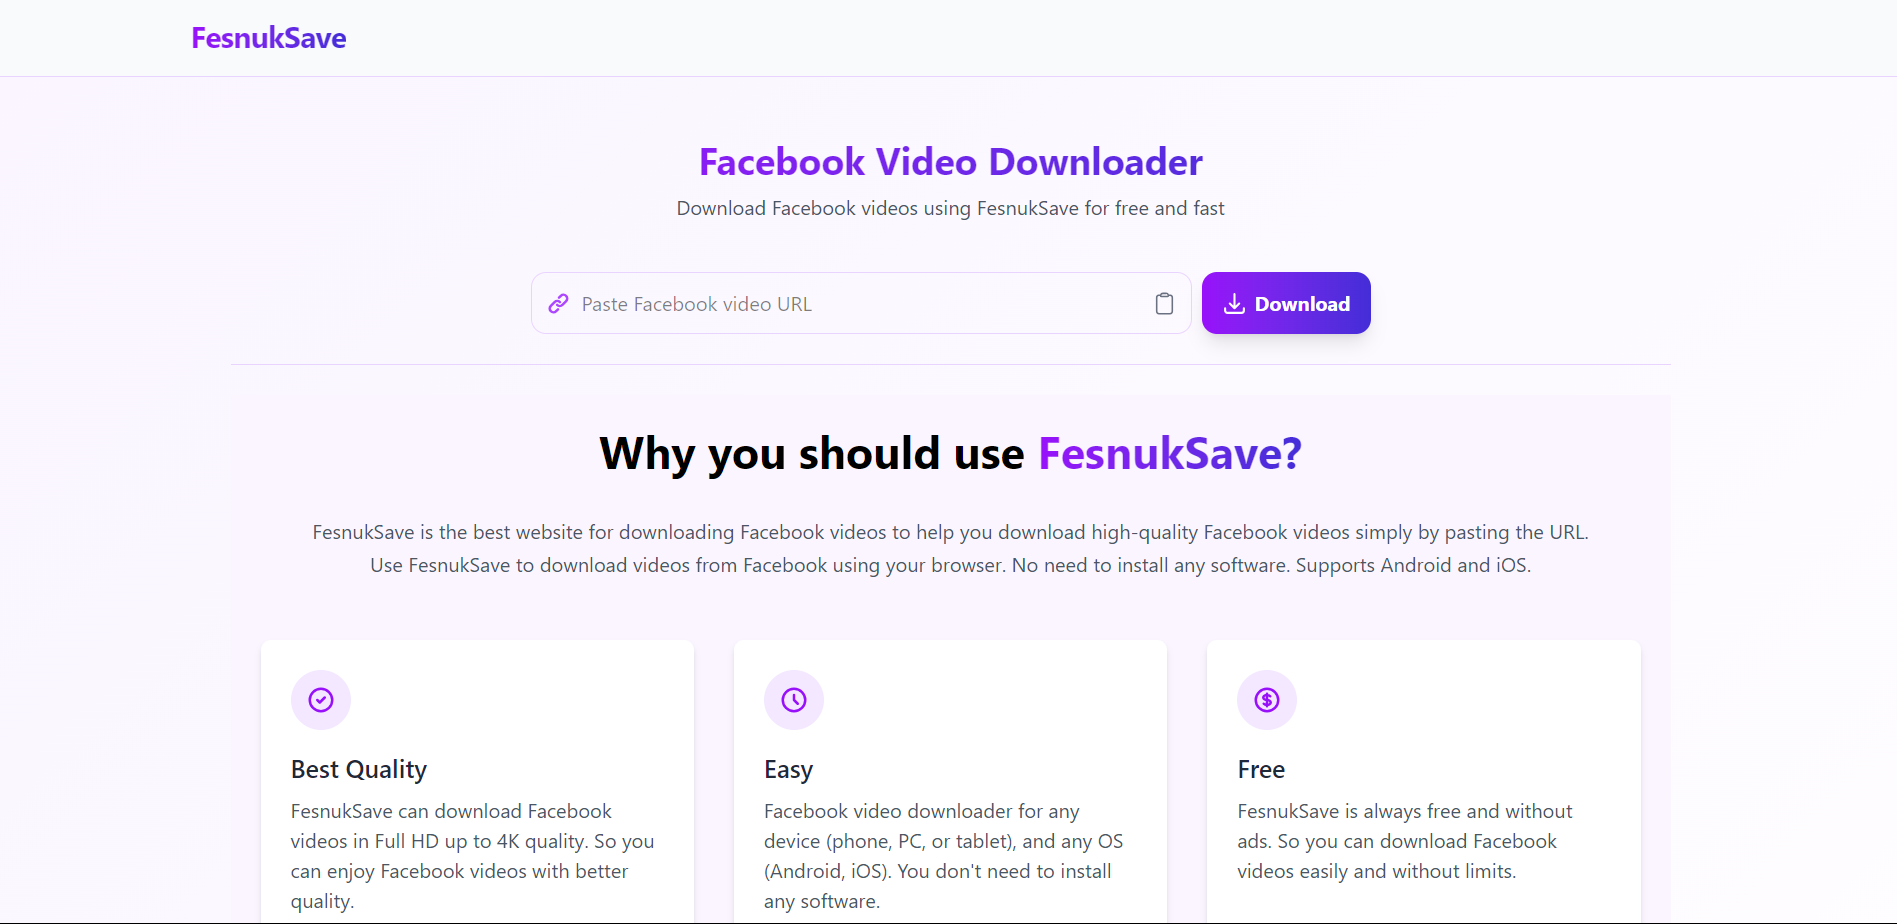 FesnukSave
Facebook Video Downloader
Download Facebook videos using FesnukSave for free and fast
Paste Facebook video URL
Download
Why you should use FesnukSave?
FesnukSave is the best website for downloading Facebook videos to help you download high-quality Facebook videos simply by pasting the URL.
Use FesnukSave to download videos from Facebook using your browser. No need to install any software. Supports Android and iOS.
Best Quality
FesnukSave can download Facebook
videos in Full HD up to 4K quality. So you
can enjoy Facebook videos with better
quality.
Easy
Facebook video downloader for any
device (phone, PC, or tablet), and any OS
(Android, iOS). You don't need to install
any software.
Free
FesnukSave is always free and without
ads. So you can download Facebook
videos easily and without limits.